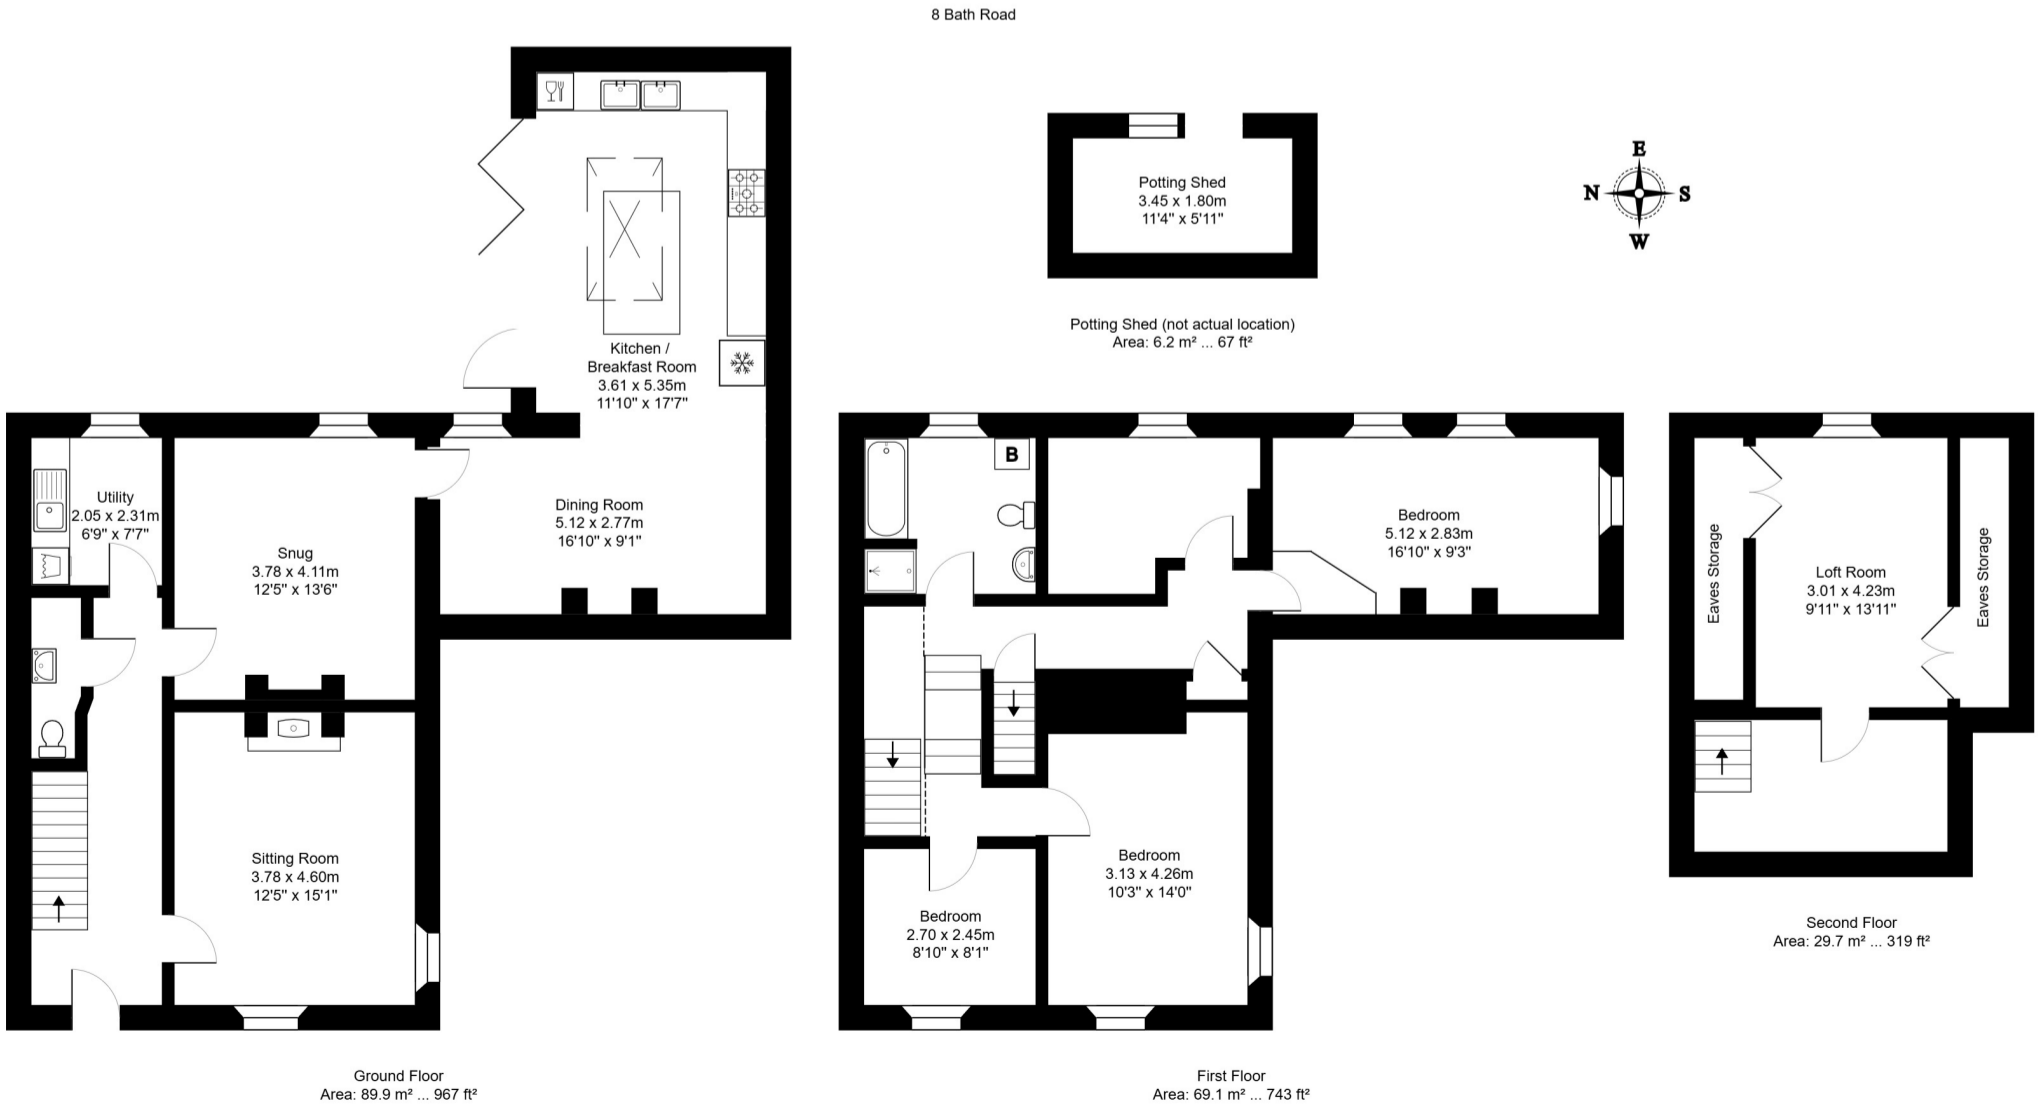 8 Bath Road
Kitchen /
Breakfast Room
3.61 x 5.35m
11'10" x 17'7"
Utility
2.05 x 2.31m
6'9" x 7'7"
Snug
3.78 x 4.11m
12'5" x 13'6"
Dining Room
5.12 x 2.77m
16'10" x 9'1"
Sitting Room
3.78 x 4.60m
12'5" x 15'1"
Ground Floor
Area: 89.9 m² ... 967 ft²
Potting Shed
3.45 x 1.80m
11'4" x 5'11"
Potting Shed (not actual location)
Area: 6.2 m² ... 67 ft²
E
N
S
W
B
Bedroom
5.12 x 2.83m
16'10" x 9'3"
Bedroom
3.13 x 4.26m
10'3" x 14'0"
Bedroom
2.70 x 2.45m
8'10" x 8'1"
First Floor
Area: 69.1 m² ... 743 ft²
Eaves Storage
Loft Room
3.01 x 4.23m
9'11" x 13'11"
Eaves Storage
Second Floor
Area: 29.7 m² ... 319 ft²